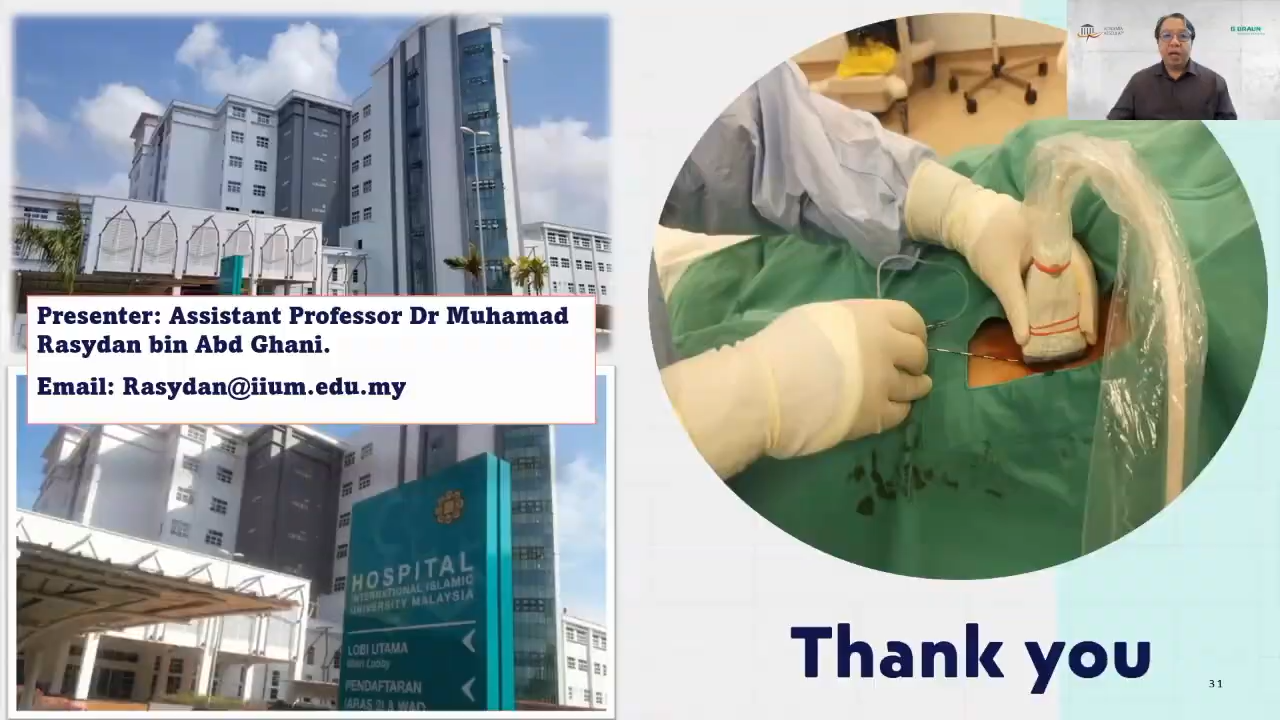 Presenter: Assistant Professor Dr Muhamad
Rasydan bin Abd Ghani.
Email: Rasydan@iium.edu.my
HOSPITAL
INTERNATIONAL ISLAMIC
UNIVERSITY MALAYSIA
LOBI UTAMA
Main Lobby
PENDAFTARAN
B BRAUN
Thank you
31